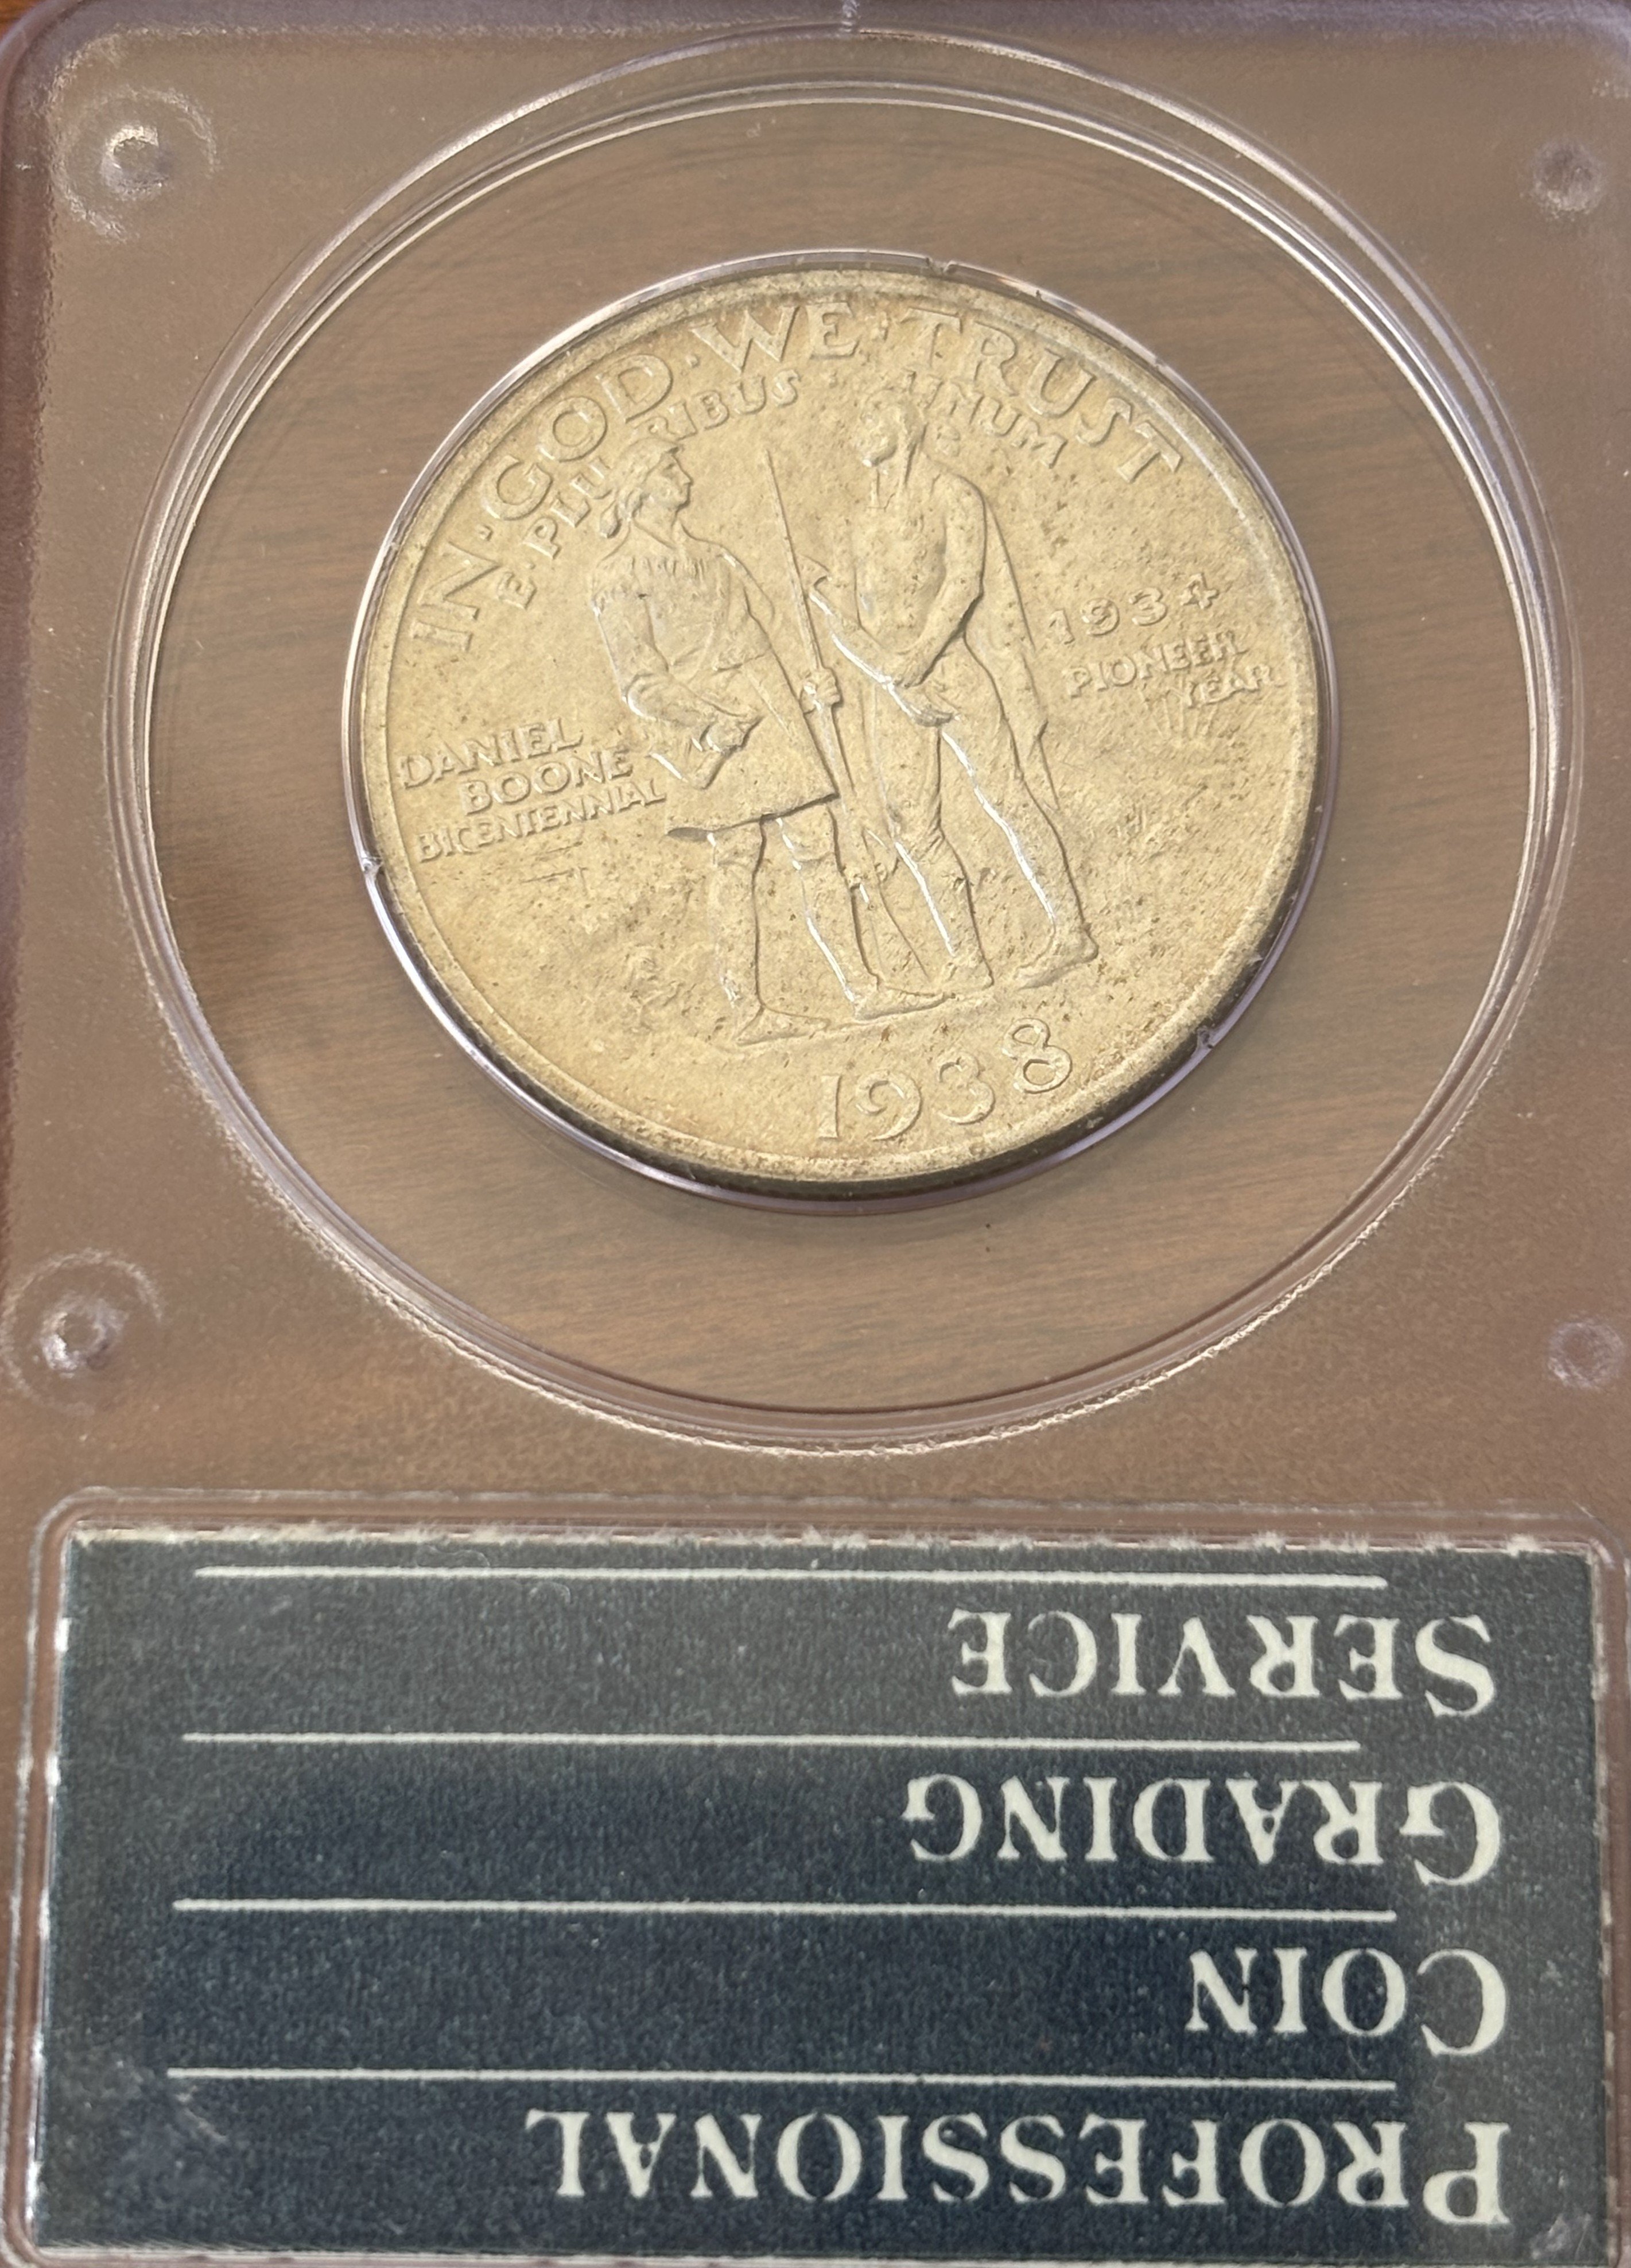 IN·GOD·WE·TRUST
E·PLURIBUS·UNUM
1934
PIONEER
YEAR
DANIEL
BOONE
BICENTENNIAL
1938
PROFESSIONAL
COIN
GRADING
SERVICE